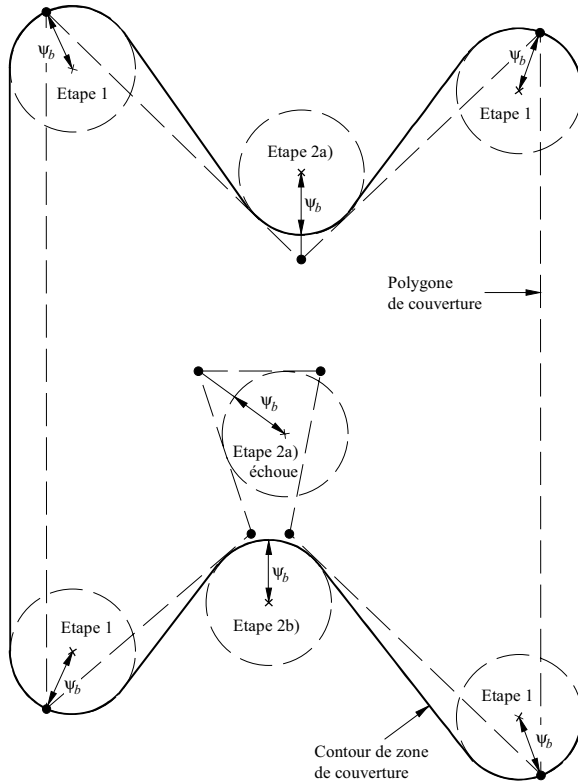 ψb
ψb
Etape 1
Etape 1
Etape 2a)
ψb
Polygone
de couverture
ψb
Etape 2a)
échoue
ψb
Etape 1
Etape 2b)
ψb
Etape 1
ψb
Contour de zone
de couverture